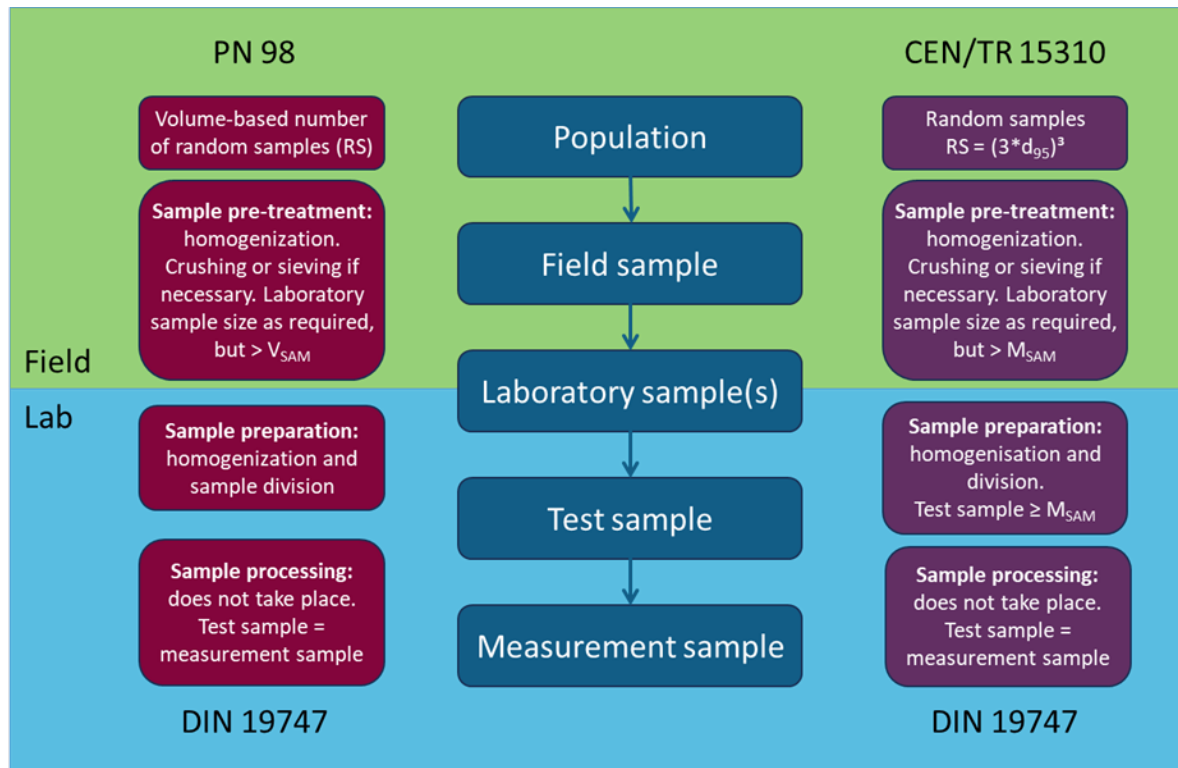 PN 98
Volume-based number
of random samples (RS)
Sample pre-treatment:
homogenization.
Crushing or sieving if
necessary. Laboratory
sample size as required,
but > V_SAM
Field
Lab
Sample preparation:
homogenization and
sample division
Sample processing:
does not take place.
Test sample =
measurement sample
DIN 19747
Population
Field sample
Laboratory sample(s)
Test sample
Measurement sample
CEN/TR 15310
Random samples
RS = (3*d₉₅)³
Sample pre-treatment:
homogenization.
Crushing or sieving if
necessary. Laboratory
sample size as required,
but > M_SAM
Sample preparation:
homogenisation and
division.
Test sample ≥ M_SAM
Sample processing:
does not take place.
Test sample =
measurement sample
DIN 19747